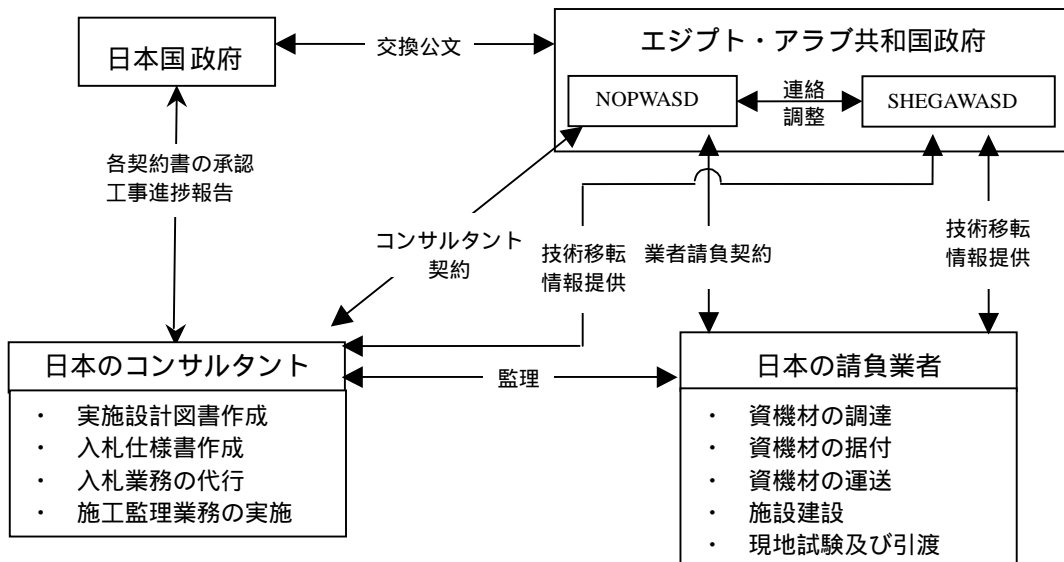 日本国政府
交換公文
エジプト・アラブ共和国政府
NOPWASD
連絡
調整
SHEGAWASD
各契約書の承認
工事進捗報告
コンサルタント
契約
技術移転
情報提供
業者請負契約
技術移転
情報提供
日本のコンサルタント
・ 実施設計図書作成
・ 入札仕様書作成
・ 入札業務の代行
・ 施工監理業務の実施
監理
日本の請負業者
・ 資機材の調達
・ 資機材の据付
・ 資機材の運送
・ 施設建設
・ 現地試験及び引渡